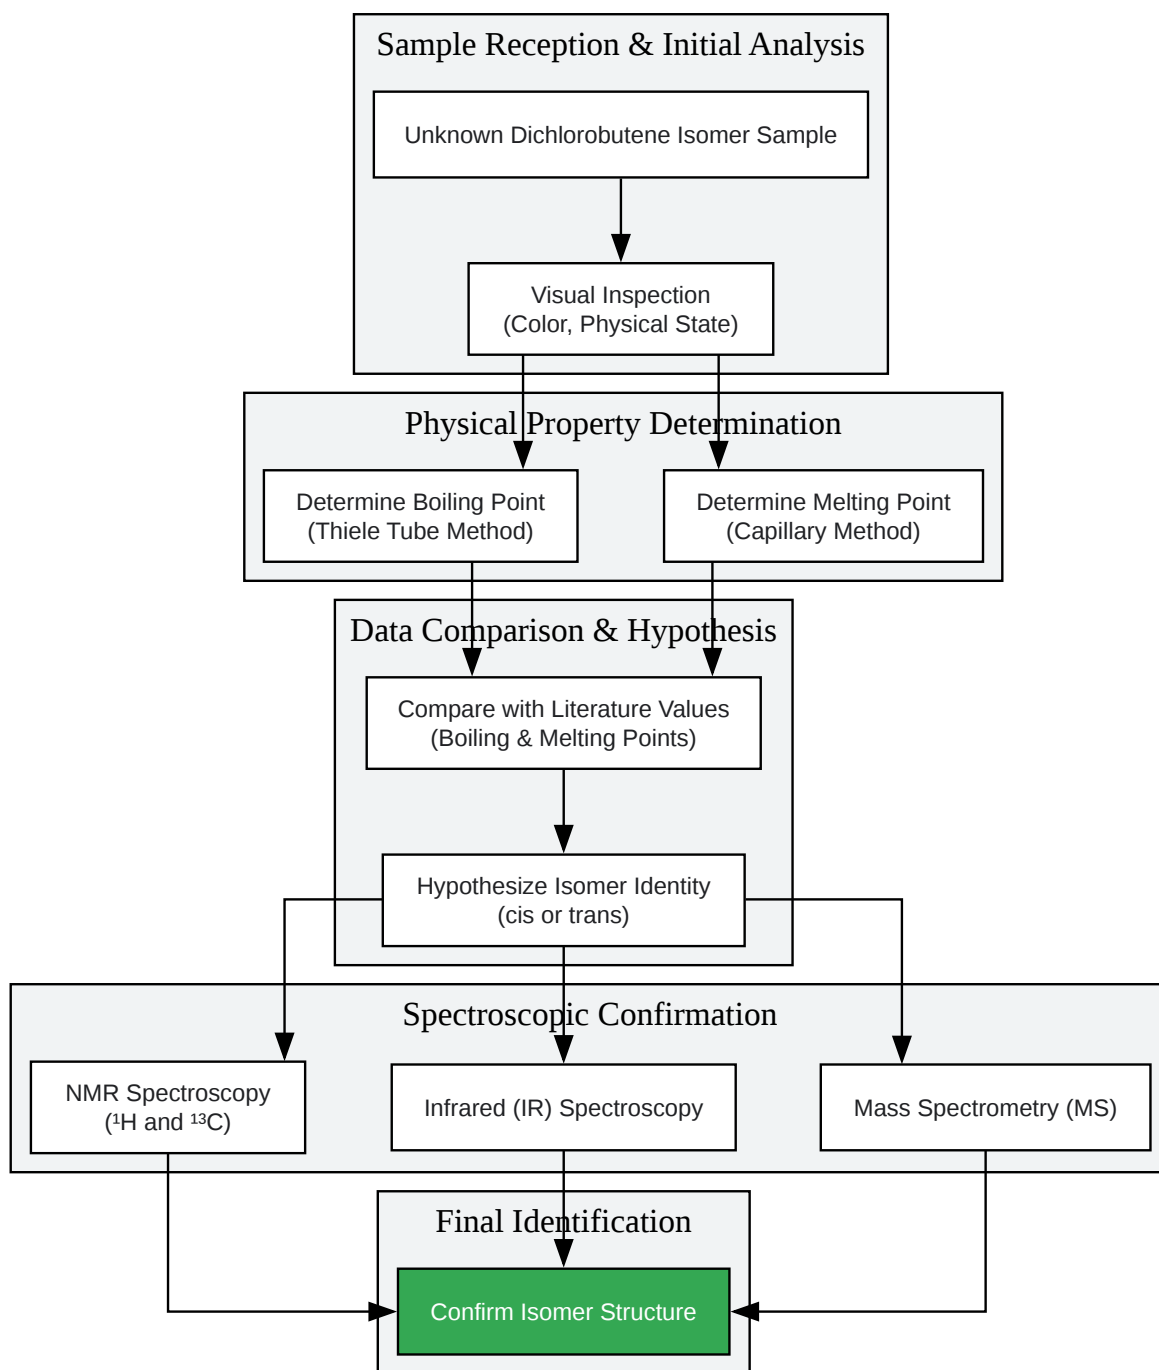 Sample Reception & Initial Analysis
Unknown Dichlorobutene Isomer Sample
Visual Inspection
(Color, Physical State)
Physical Property Determination
Determine Boiling Point
(Thiele Tube Method)
Determine Melting Point
(Capillary Method)
Data Comparison & Hypothesis
Compare with Literature Values
(Boiling & Melting Points)
Hypothesize Isomer Identity
(cis or trans)
Spectroscopic Confirmation
NMR Spectroscopy
(¹H and ¹³C)
Infrared (IR) Spectroscopy
Mass Spectrometry (MS)
Final Identification
Confirm Isomer Structure